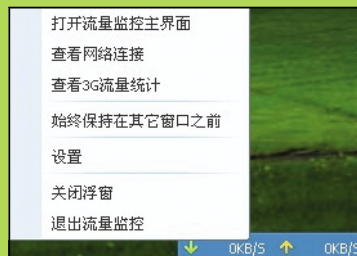 打开流量监控主界面
查看网络连接
查看3G流量统计
始终保持在其它窗口之前
设置
关闭浮窗
退出流量监控
0KB/S 0KB/S